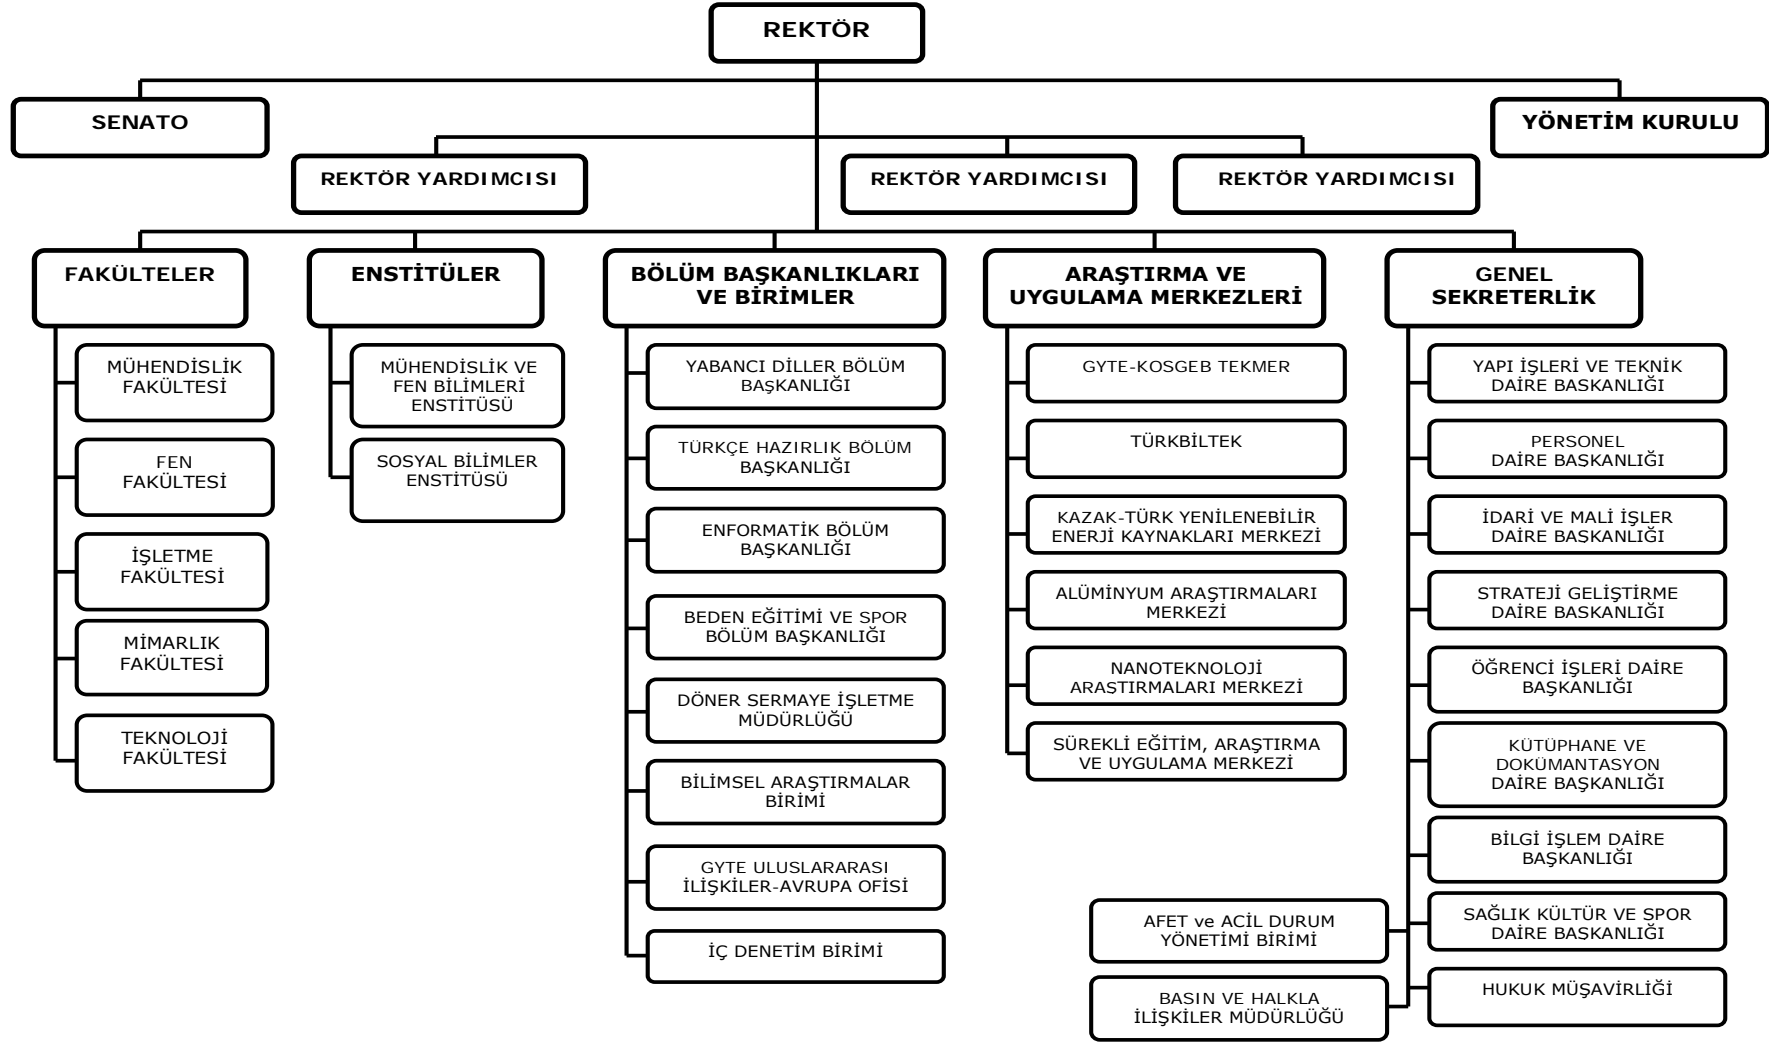 REKTÖR
SENATO
YÖNETİM KURULU
REKTÖR YARDIMCISI
REKTÖR YARDIMCISI
REKTÖR YARDIMCISI
FAKÜLTELER
MÜHENDİSLİK
FAKÜLTESİ
FEN
FAKÜLTESİ
İŞLETME
FAKÜLTESİ
MİMARLIK
FAKÜLTESİ
TEKNOLOJİ
FAKÜLTESİ
ENSTİTÜLER
MÜHENDİSLİK VE
FEN BİLİMLERİ
ENSTİTÜSÜ
SOSYAL BİLİMLER
ENSTİTÜSÜ
BÖLÜM BAŞKANLIKLARI
VE BİRİMLER
YABANCI DİLLER BÖLÜM
BAŞKANLIĞI
TÜRKÇE HAZIRLIK BÖLÜM
BAŞKANLIĞI
ENFORMATİK BÖLÜM
BAŞKANLIĞI
BEDEN EĞİTİMİ VE SPOR
BÖLÜM BAŞKANLIĞI
DÖNER SERMAYE İŞLETME
MÜDÜRLÜĞÜ
BİLİMSEL ARAŞTIRMALAR
BİRİMİ
GYTE ULUSLARARASI
İLİŞKİLER-AVRUPA OFİSİ
İÇ DENETİM BİRİMİ
ARAŞTIRMA VE
UYGULAMA MERKEZLERİ
GYTE-KOSGEB TEKMER
TÜRKBİLTEK
KAZAK-TÜRK YENİLENEBİLİR
ENERJİ KAYNAKLARI MERKEZİ
ALÜMİNYUM ARAŞTIRMALARI
MERKEZİ
NANOTEKNOLOJİ
ARASTIRMALARI MERKEZİ
SÜREKLİ EĞİTİM, ARAŞTIRMA
VE UYGULAMA MERKEZİ
GENEL
SEKRETERLİK
YAPI İŞLERİ VE TEKNİK
DAİRE BASKANLIĞI
PERSONEL
DAİRE BAŞKANLIĞI
İDARİ VE MALİ İŞLER
DAİRE BAŞKANLIĞI
STRATEJİ GELİŞTİRME
DAİRE BASKANLIĞI
ÖĞRENCİ İŞLERİ DAİRE
BAŞKANLIĞI
KÜTÜPHANE VE
DOKÜMANTASYON
DAİRE BAŞKANLIĞI
BİLGİ İŞLEM DAİRE
BAŞKANLIĞI
SAĞLIK KÜLTÜR VE SPOR
DAİRE BAŞKANLIĞI
HUKUK MÜŞAVİRLİĞİ
AFET ve ACİL DURUM
YÖNETİMİ BİRİMİ
BASIN VE HALKLA
İLİŞKİLER MÜDÜRLÜĞÜ